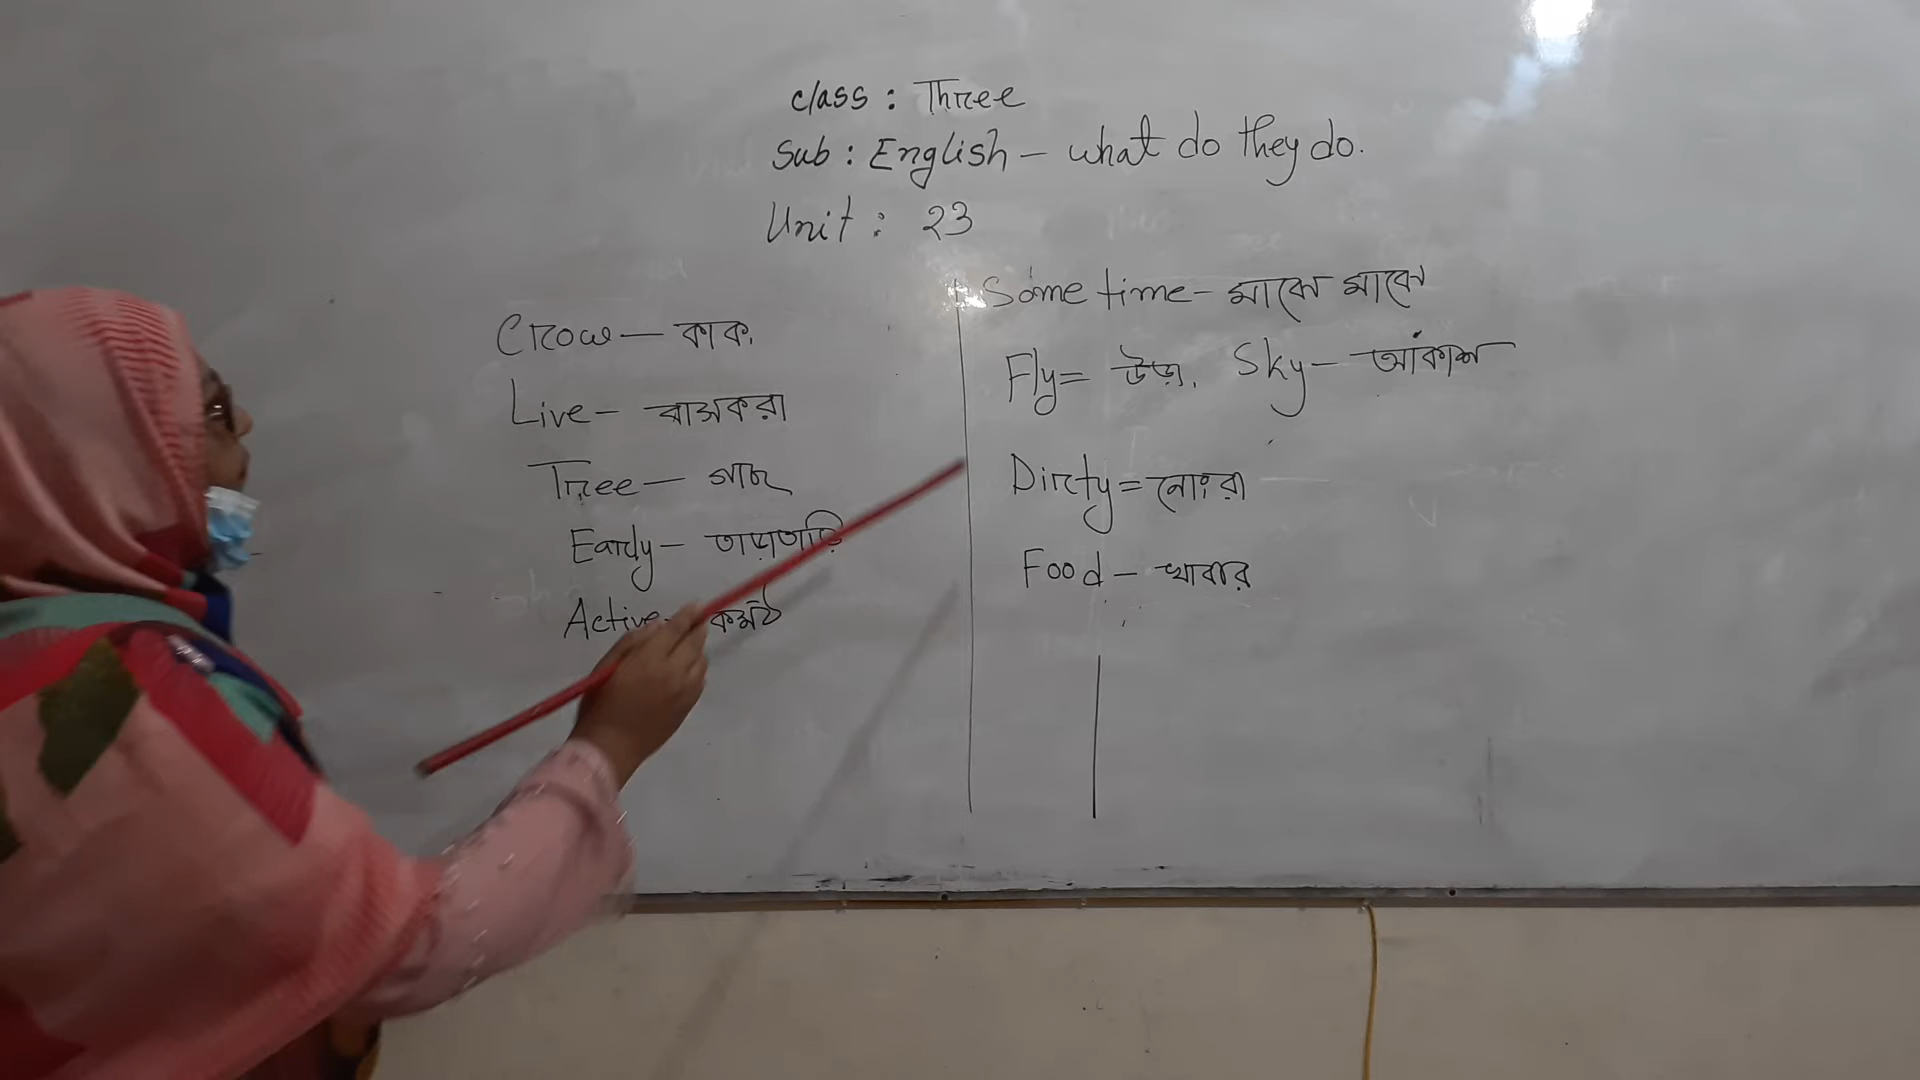 class : Three
Sub : English – what do they do.
Unit : 23
Crow – কাক
Live – বাসকরা
Tree – গাছ
Early – তাড়াতাড়ি
Active – কর্মঠ
Some time – মাঝে মাঝে
Fly = উড়া, Sky – আকাশ
Dirty = নোংরা
Food – খাবার